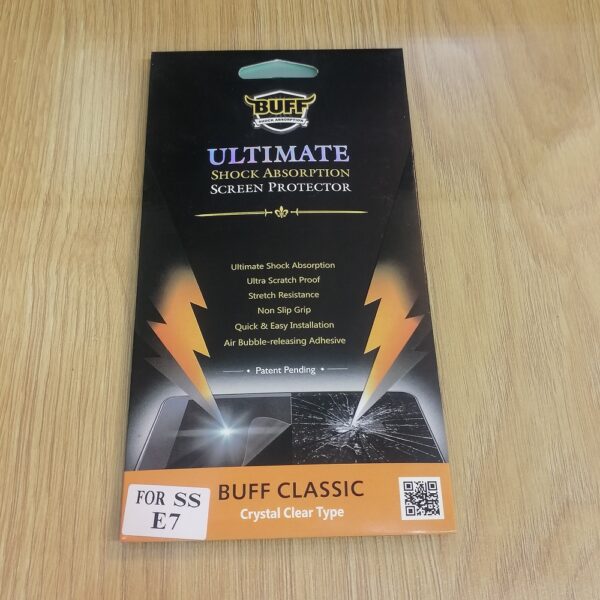 BUFF
SHOCK ABSORPTION
ULTIMATE
SHOCK ABSORPTION
SCREEN PROTECTOR
Ultimate Shock Absorption
Ultra Scratch Proof
Stretch Resistance
Non Slip Grip
Quick & Easy Installation
Air Bubble-releasing Adhesive
• Patent Pending •
BUFF CLASSIC
Crystal Clear Type
FOR SS
E7